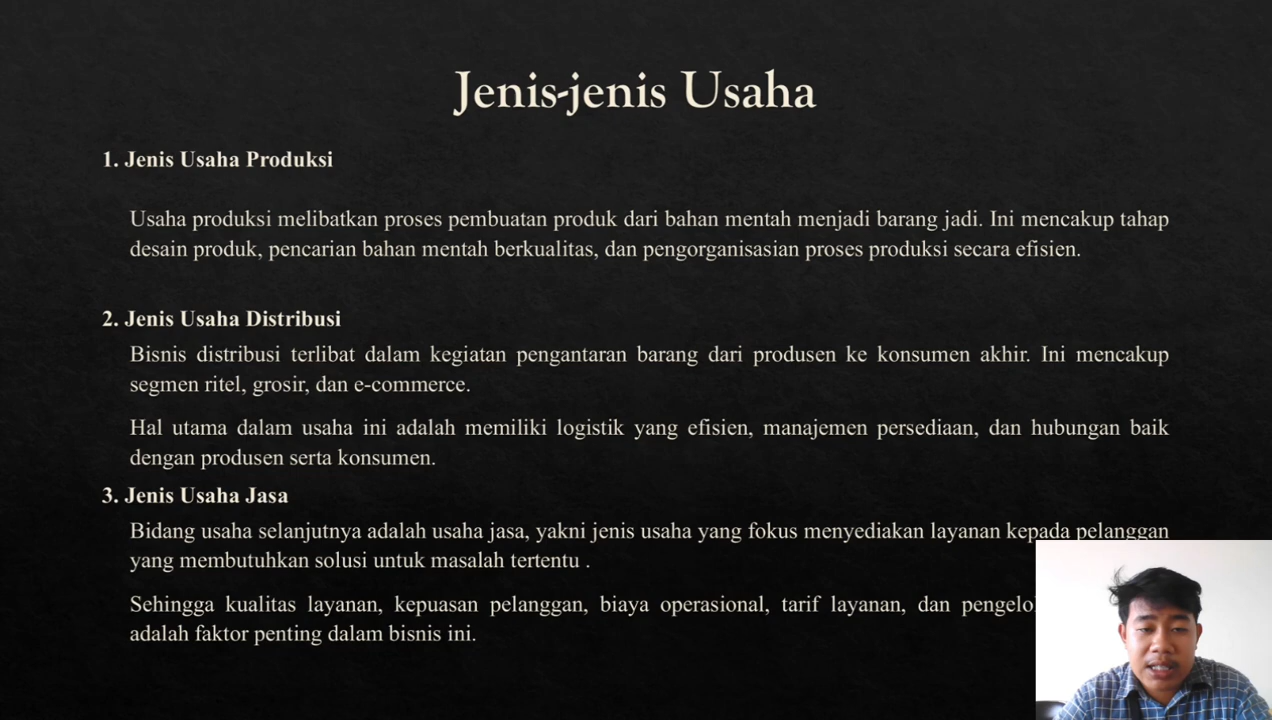 Jenis-jenis Usaha
1. Jenis Usaha Produksi
Usaha produksi melibatkan proses pembuatan produk dari bahan mentah menjadi barang jadi. Ini mencakup tahap
desain produk, pencarian bahan mentah berkualitas, dan pengorganisasian proses produksi secara efisien.
2. Jenis Usaha Distribusi
Bisnis distribusi terlibat dalam kegiatan pengantaran barang dari produsen ke konsumen akhir. Ini mencakup
segmen ritel, grosir, dan e-commerce.
Hal utama dalam usaha ini adalah memiliki logistik yang efisien, manajemen persediaan, dan hubungan baik
dengan produsen serta konsumen.
3. Jenis Usaha Jasa
Bidang usaha selanjutnya adalah usaha jasa, yakni jenis usaha yang fokus menyediakan layanan kepada pelanggan
yang membutuhkan solusi untuk masalah tertentu .
Sehingga kualitas layanan, kepuasan pelanggan, biaya operasional, tarif layanan, dan
adalah faktor penting dalam bisnis ini.